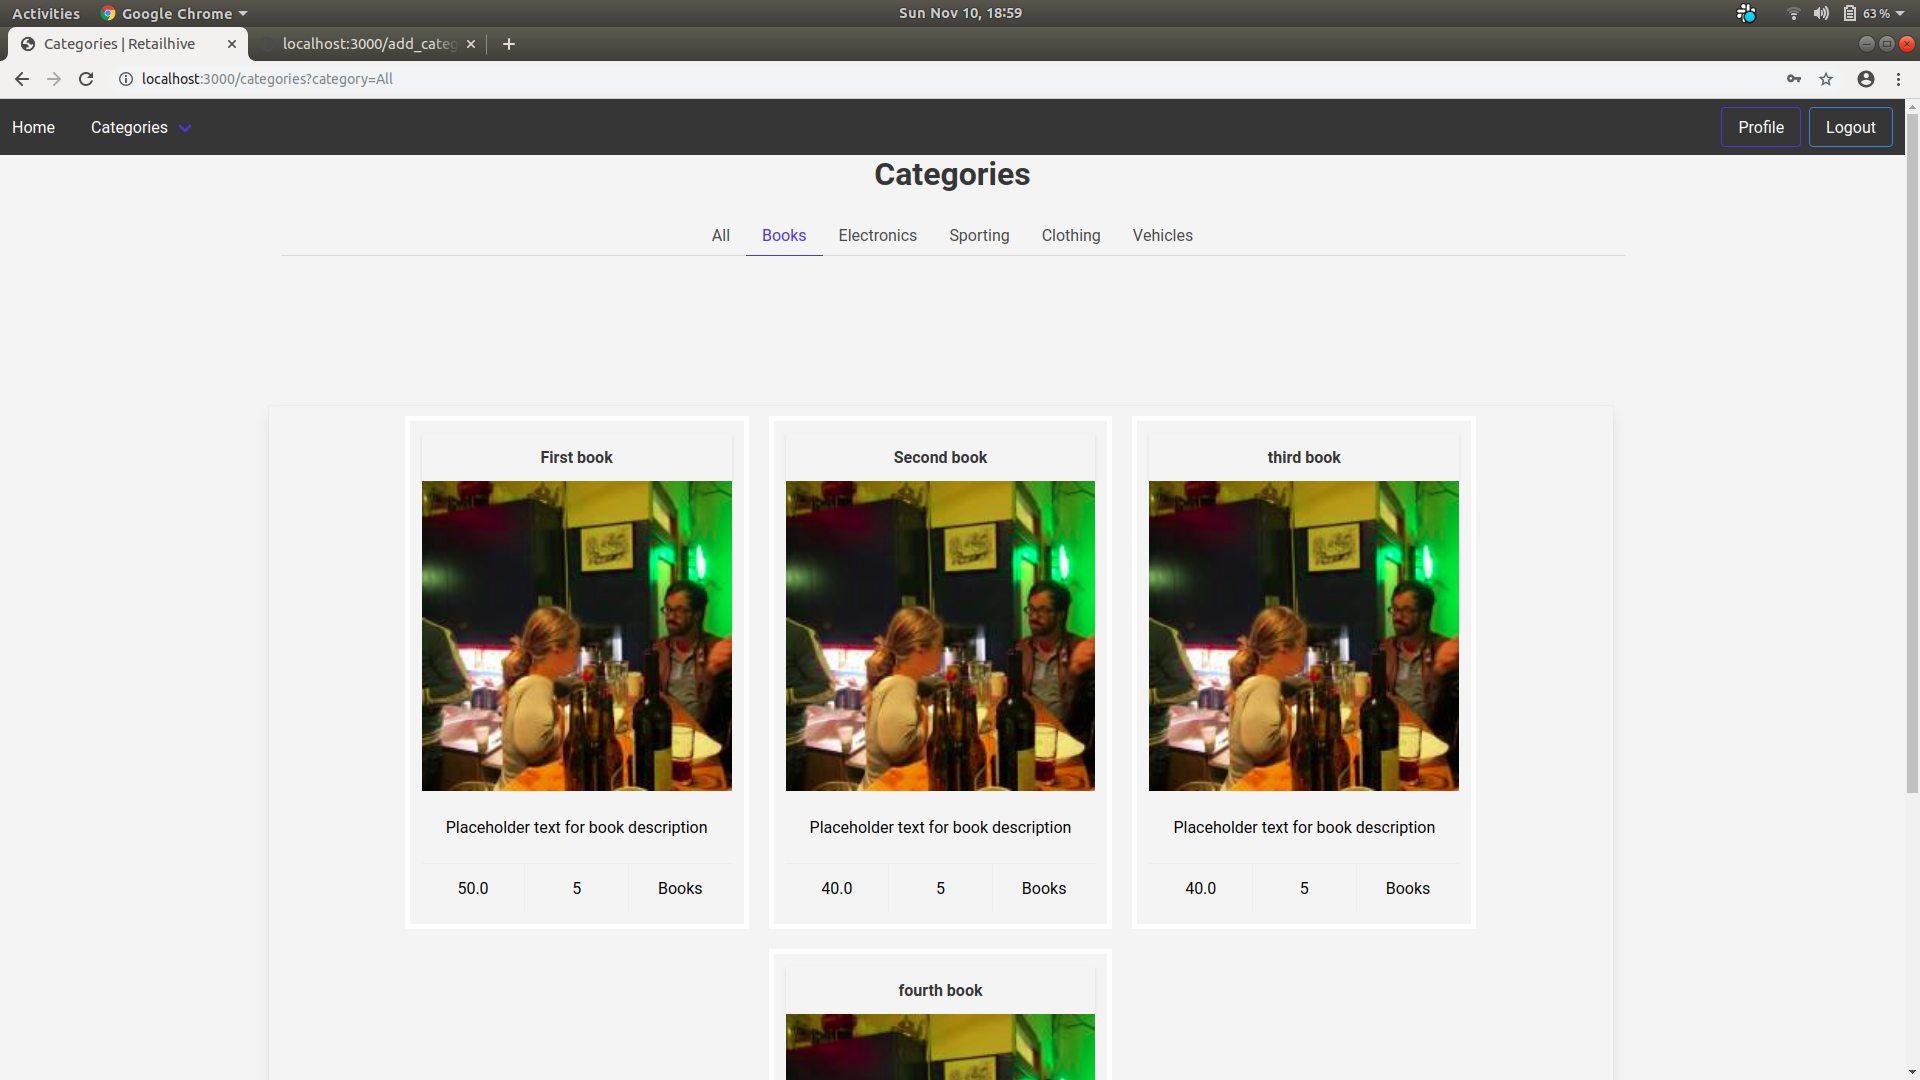 Activities Google Chrome Sun Nov 10, 18:59 63 %
Categories | Retailhive localhost:3000/add_categ
localhost:3000/categories?category=All
Home Categories Profile Logout
Categories
All Books Electronics Sporting Clothing Vehicles
First book Second book third book
Placeholder text for book description Placeholder text for book description Placeholder text for book description
50.0 5 Books 40.0 5 Books 40.0 5 Books
fourth book